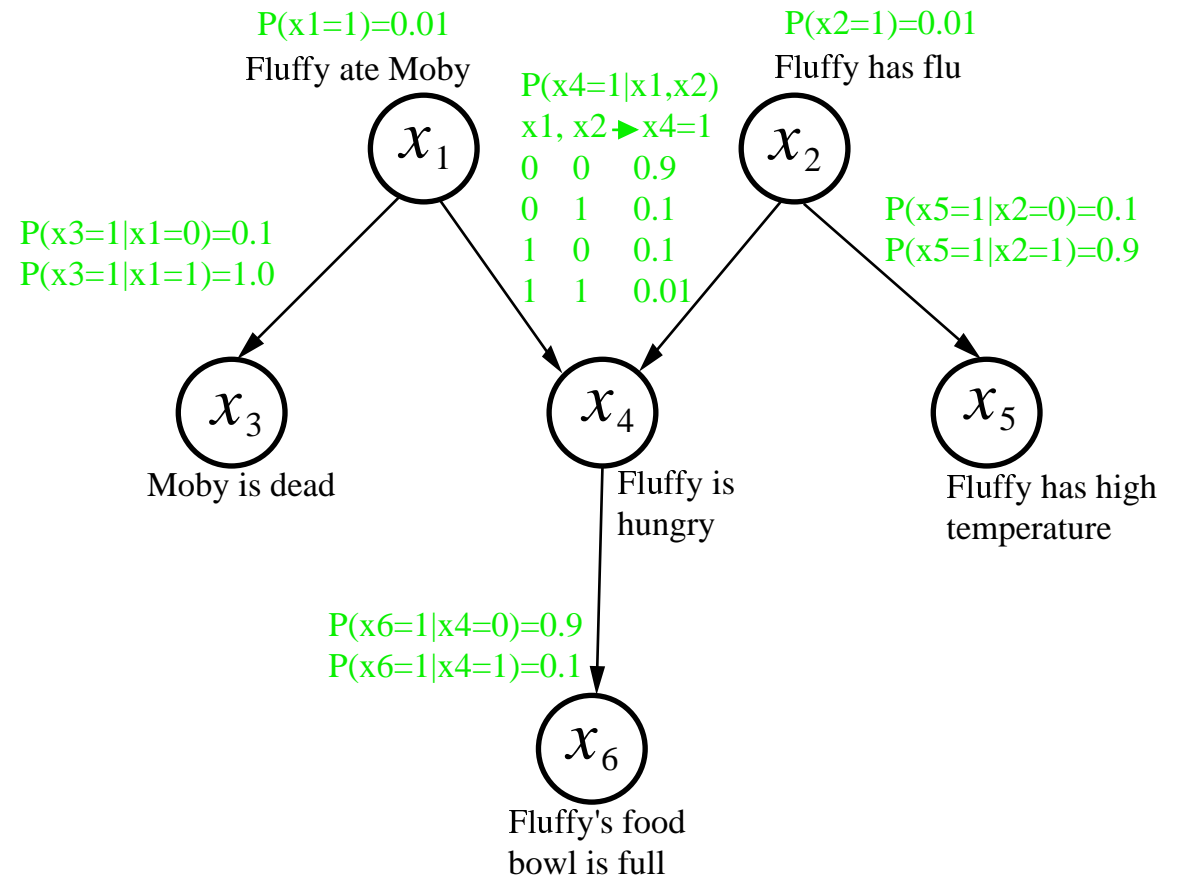 P(x1=1)=0.01
Fluffy ate Moby
P(x2=1)=0.01
Fluffy has flu
P(x4=1|x1,x2)
x1, x2 x4=1
0 0 0.9
0 1 0.1
1 0 0.1
1 1 0.01
x1
x2
P(x3=1|x1=0)=0.1
P(x3=1|x1=1)=1.0
P(x5=1|x2=0)=0.1
P(x5=1|x2=1)=0.9
x3
x4
x5
Moby is dead
Fluffy is
hungry
Fluffy has high
temperature
P(x6=1|x4=0)=0.9
P(x6=1|x4=1)=0.1
x6
Fluffy's food
bowl is full